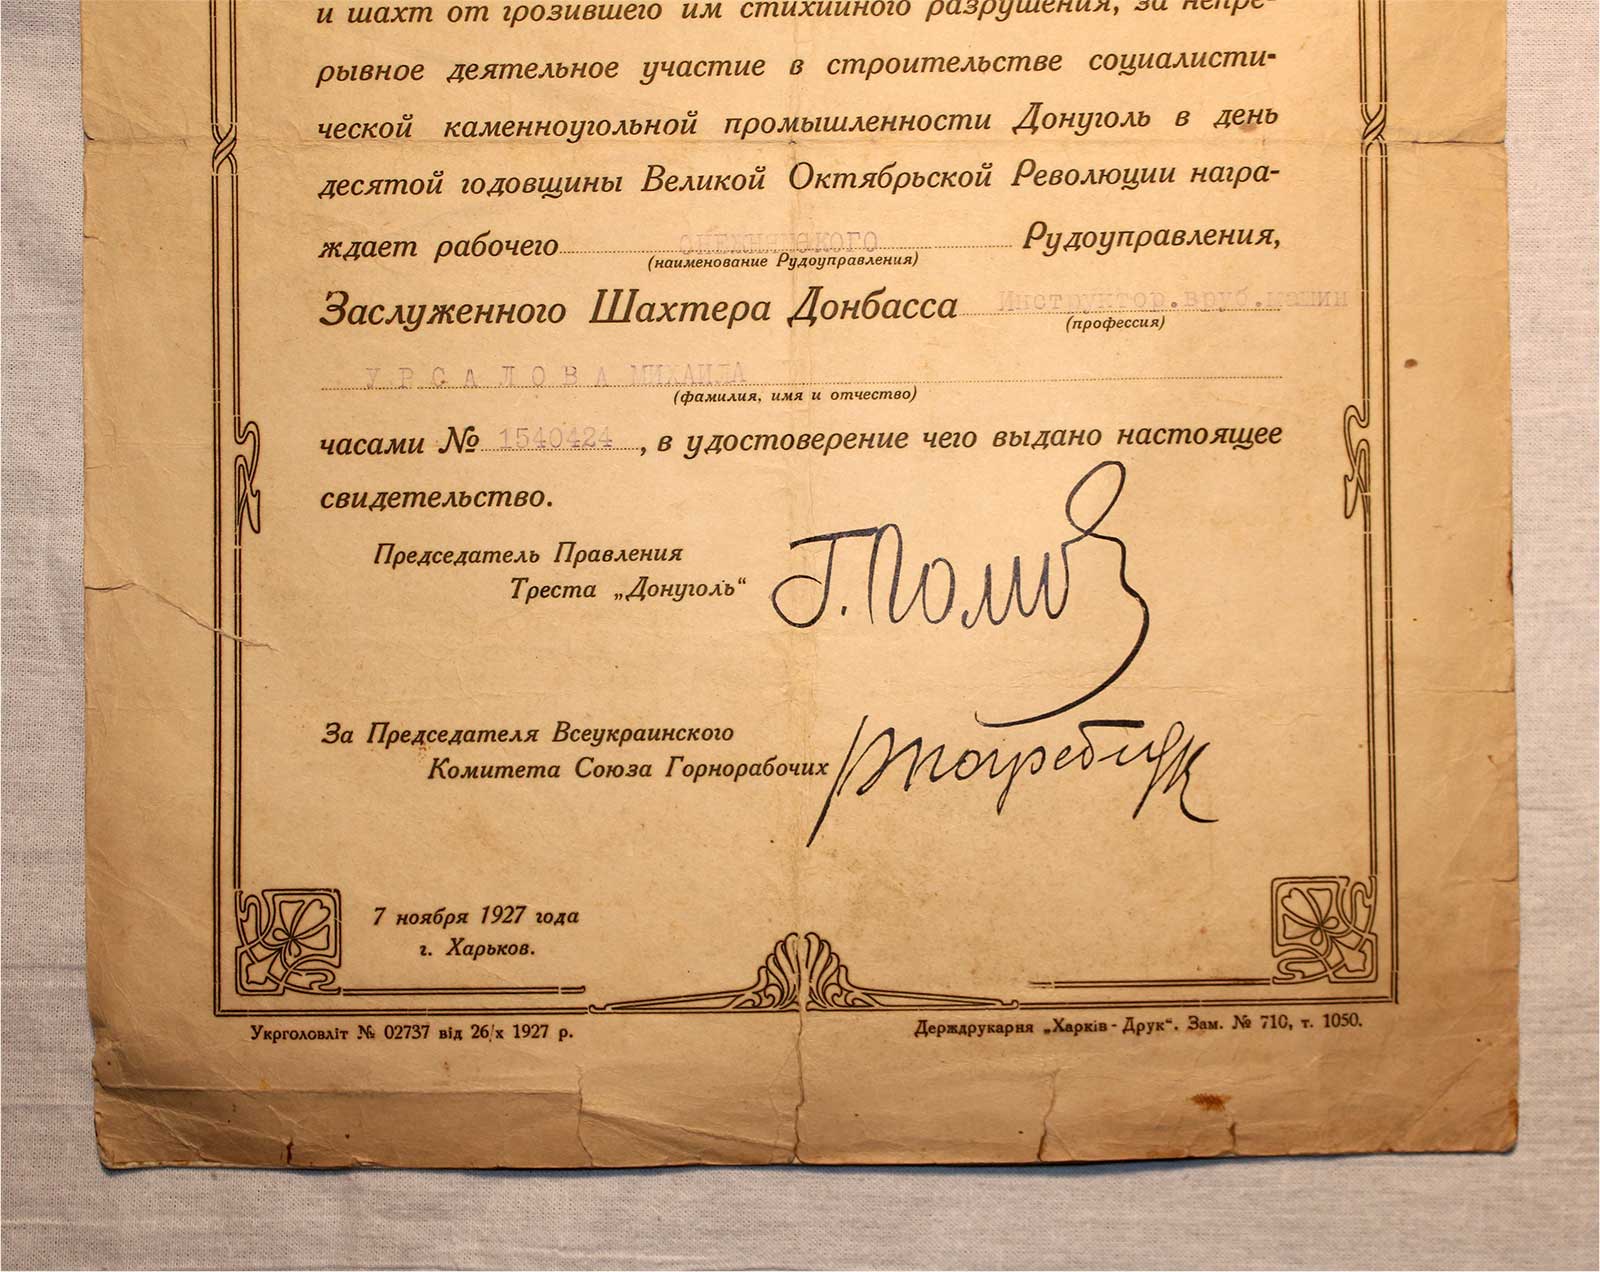 и шахт от грозившего им стихийного разрушения, за непре-
рывное деятельное участие в строительстве социалисти-
ческой каменноугольной промышленности Донуголь в день
десятой годовщины Великой Октябрьской Революции награ-
ждает рабочего Рудоуправления,
(наименование Рудоуправления)
Заслуженного Шахтера Донбасса Инструктор.вруб.машин
(профессия)
УРСАЛОВА МИХАИЛА
(фамилия, имя и отчество)
часами № 1540424, в удостоверение чего выдано настоящее
свидетельство.
Председатель Правления
Треста „Донуголь“
За Председателя Всеукраинского
Комитета Союза Горнорабочих
7 ноября 1927 года
г. Харьков.
Укрголовліт № 02737 від 26/х 1927 р.
Держдрукарня „Харків-Друк“. Зам. № 710, т. 1050.